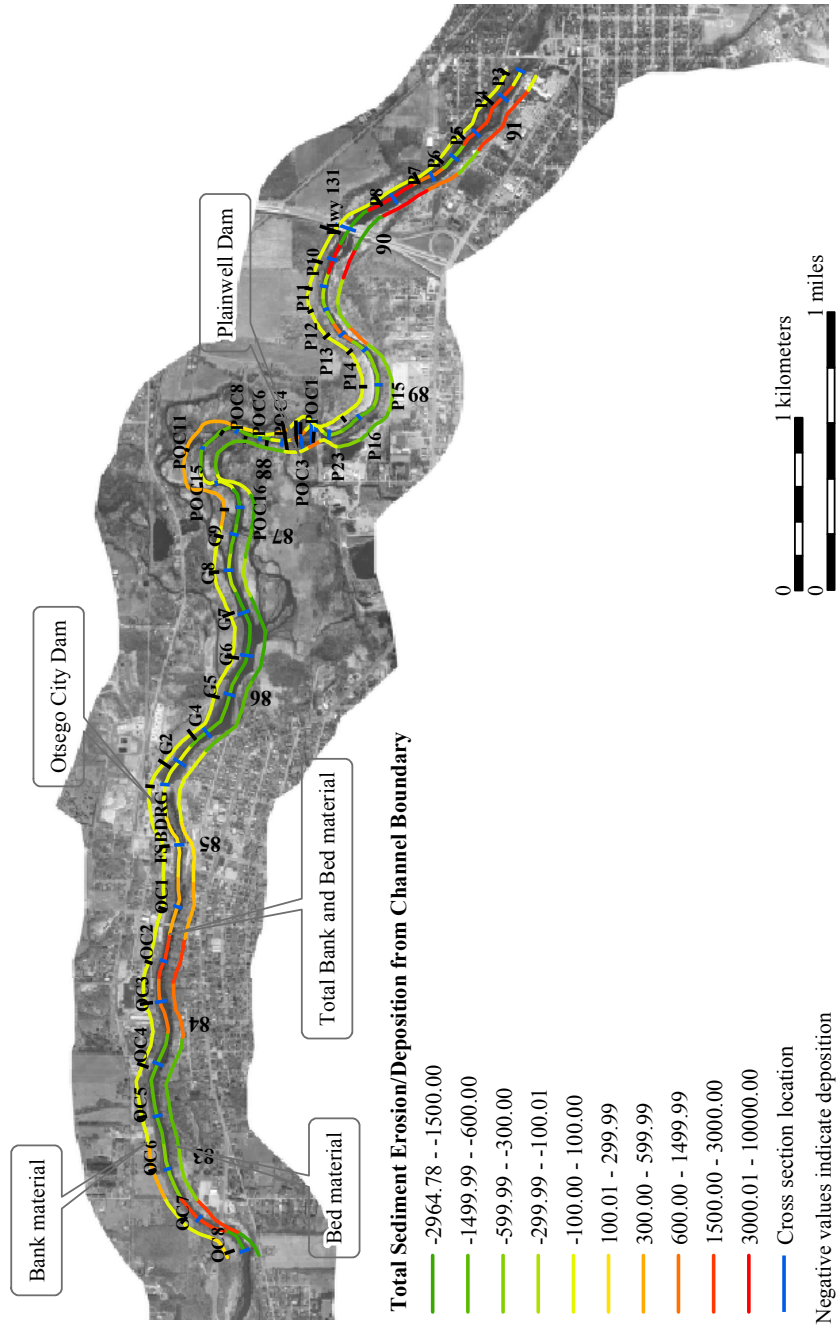 Bank material
Otsego City Dam
Plainwell Dam
Bed material
Total Bank and Bed material
OC8
OC7
OC6
OC5
OC4
OC3
OC2
OC1
FSBDRG
G2
G4
G5
G6
G7
G8
G9
POC16
POC15
POC11
POC8
POC6
POC4
POC3
POC1
P23
P16
P15
P14
P13
P12
P11
P10
Hwy 131
P8
P7
P6
P5
P4
P3
84
85
86
87
88
89
90
91
Total Sediment Erosion/Deposition from Channel Boundary
-2964.78 - -1500.00
-1499.99 - -600.00
-599.99 - -300.00
-299.99 - -100.01
-100.00 - 100.00
100.01 - 299.99
300.00 - 599.99
600.00 - 1499.99
1500.00 - 3000.00
3000.01 - 10000.00
Cross section location
Negative values indicate deposition
0 1 kilometers
0 1 miles